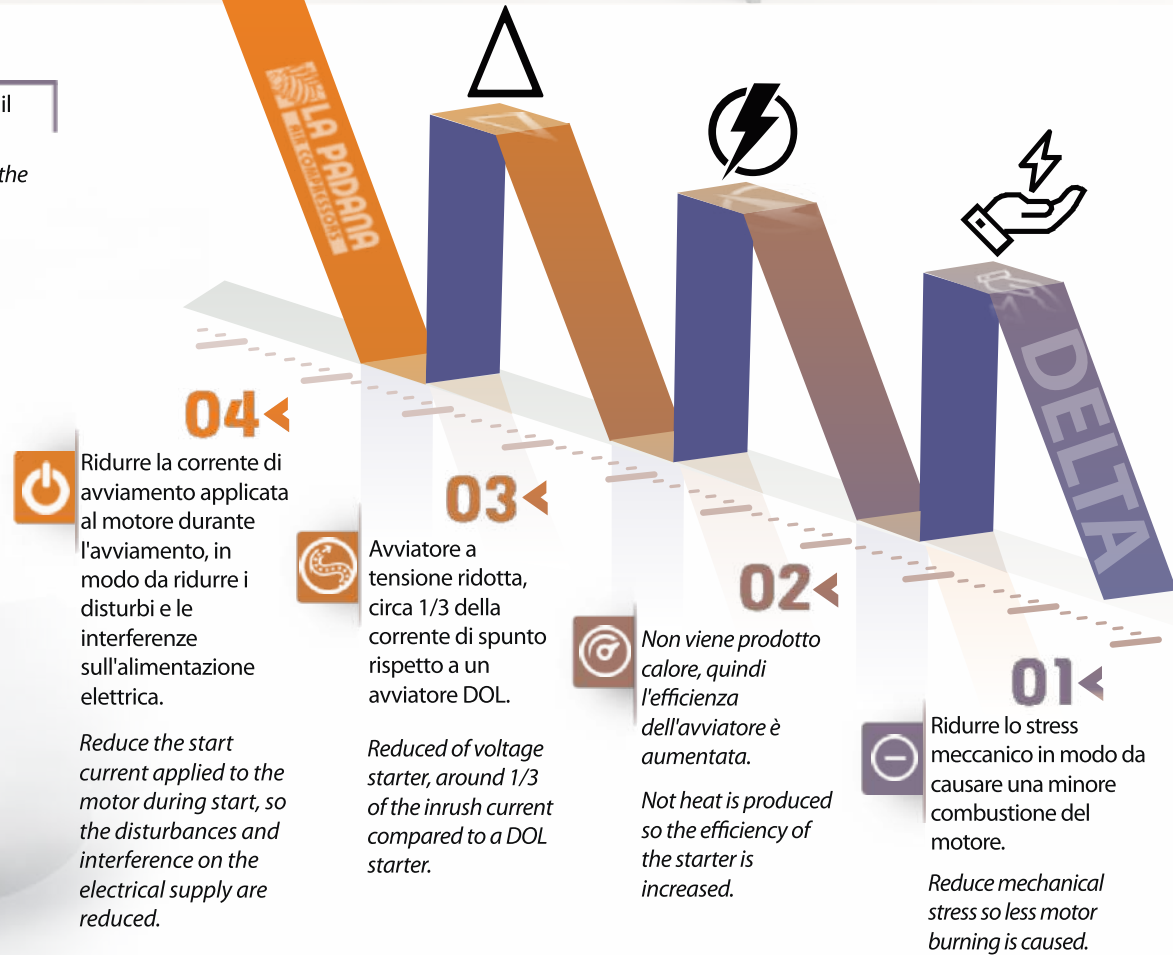 il
the
LA PADANA
AIR COMPRESSORS
DELTA
04
Ridurre la corrente di
avviamento applicata
al motore durante
l'avviamento, in
modo da ridurre i
disturbi e le
interferenze
sull'alimentazione
elettrica.
Reduce the start
current applied to the
motor during start, so
the disturbances and
interference on the
electrical supply are
reduced.
03
Avviatore a
tensione ridotta,
circa 1/3 della
corrente di spunto
rispetto a un
avviatore DOL.
Reduced of voltage
starter, around 1/3
of the inrush current
compared to a DOL
starter.
02
Non viene prodotto
calore, quindi
l'efficienza
dell'avviatore è
aumentata.
Not heat is produced
so the efficiency of
the starter is
increased.
01
Ridurre lo stress
meccanico in modo da
causare una minore
combustione del
motore.
Reduce mechanical
stress so less motor
burning is caused.